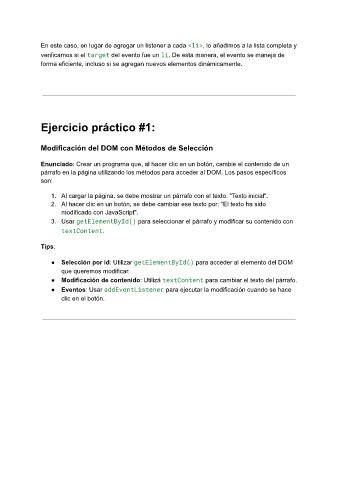 En este caso, en lugar de agregar un listener a cada <li>, lo añadimos a la lista completa y
verificamos si el target del evento fue un li. De esta manera, el evento se maneja de
forma eficiente, incluso si se agregan nuevos elementos dinámicamente.
Ejercicio práctico #1:
Modificación del DOM con Métodos de Selección
Enunciado: Crear un programa que, al hacer clic en un botón, cambie el contenido de un
párrafo en la página utilizando los métodos para acceder al DOM. Los pasos específicos
son:
1. Al cargar la página, se debe mostrar un párrafo con el texto: "Texto inicial".
2. Al hacer clic en un botón, se debe cambiar ese texto por: "El texto ha sido
modificado con JavaScript".
3. Usar getElementById() para seleccionar el párrafo y modificar su contenido con
textContent.
Tips:
● Selección por id: Utilizar getElementById() para acceder al elemento del DOM
que queremos modificar.
● Modificación de contenido: Utilizá textContent para cambiar el texto del párrafo.
● Eventos: Usar addEventListener para ejecutar la modificación cuando se hace
clic en el botón.